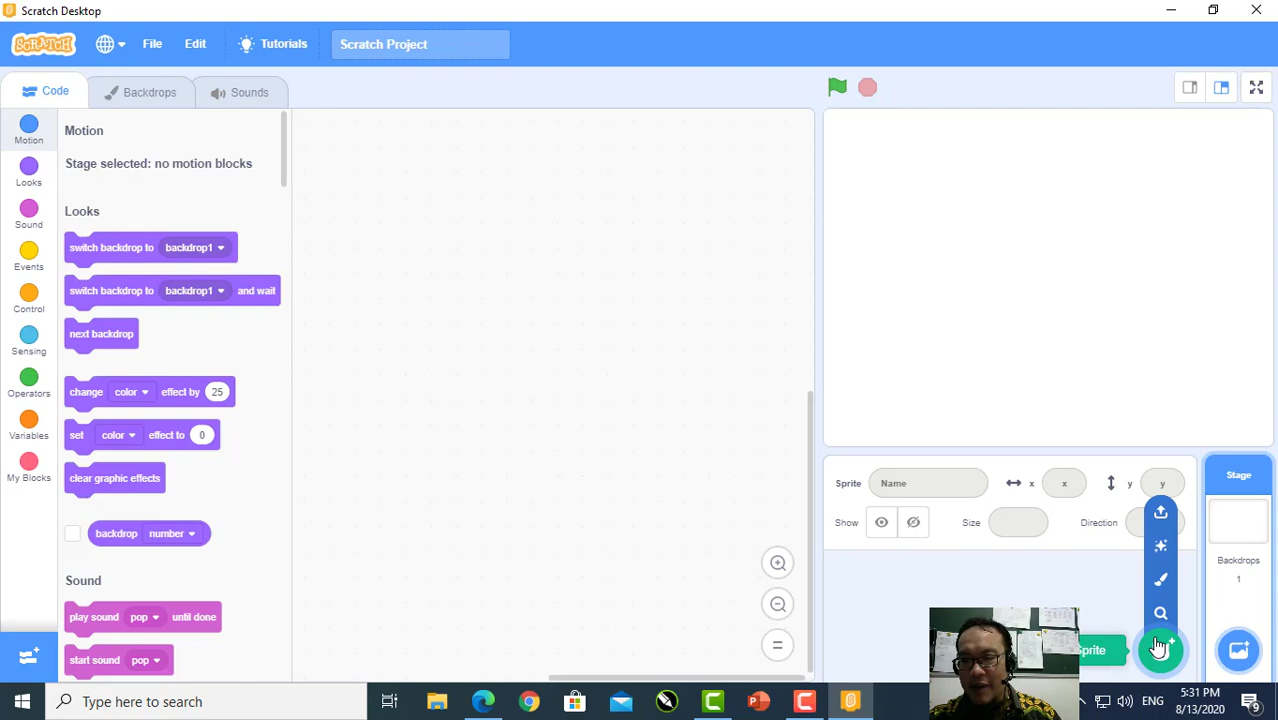 Scratch Desktop
SCRATCH
File
Edit
Tutorials
Scratch Project
Code
Backdrops
Sounds
Motion
Looks
Sound
Events
Control
Sensing
Operators
Variables
My Blocks
Motion
Stage selected: no motion blocks
Looks
switch backdrop to backdrop1
switch backdrop to backdrop1 and wait
next backdrop
change color effect by 25
set color effect to 0
clear graphic effects
backdrop number
Sound
play sound pop until done
start sound pop
Sprite Name x x y y
Show Size Direction
Stage
Backdrops
1
Sprite
Type here to search
ENG
5:31 PM
8/13/2020
9